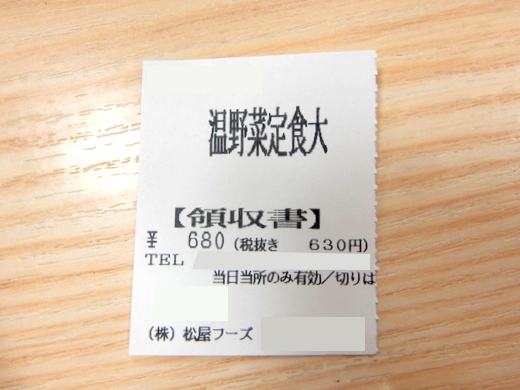 温野菜定食大
【領収書】
¥ 680 (税抜き 630円)
TEL
当日当所のみ有効／切りは
(株) 松屋フーズ